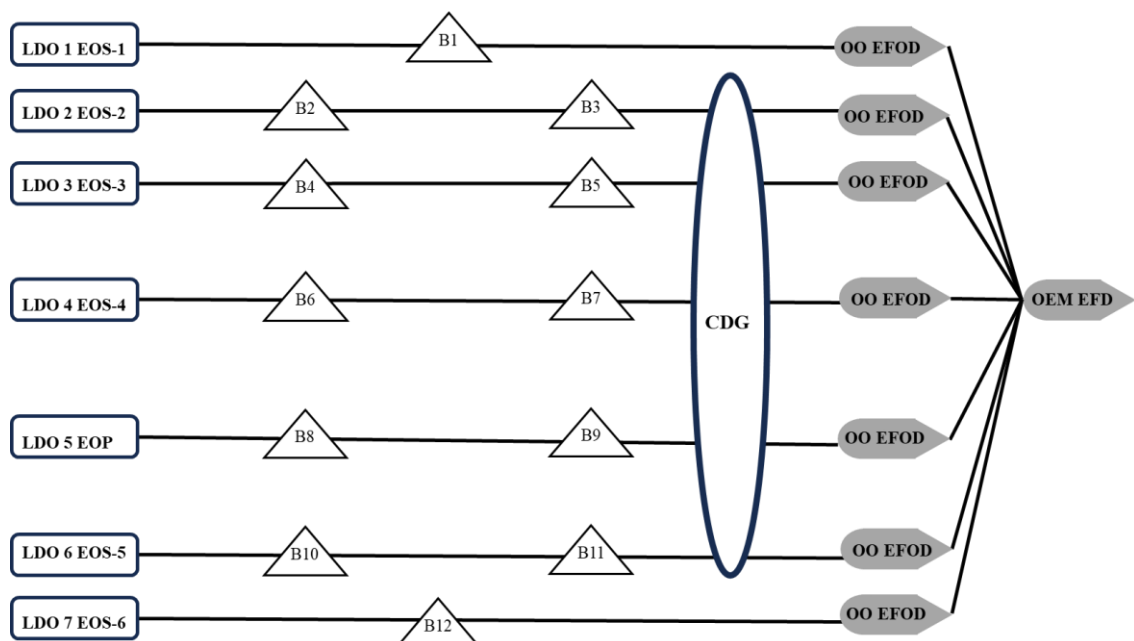 LDO 1 EOS-1
B1
OO EFOD
LDO 2 EOS-2
B2
B3
OO EFOD
LDO 3 EOS-3
B4
B5
OO EFOD
LDO 4 EOS-4
B6
B7
CDG
OO EFOD
OEM EFD
LDO 5 EOP
B8
B9
OO EFOD
LDO 6 EOS-5
B10
B11
OO EFOD
LDO 7 EOS-6
B12
OO EFOD